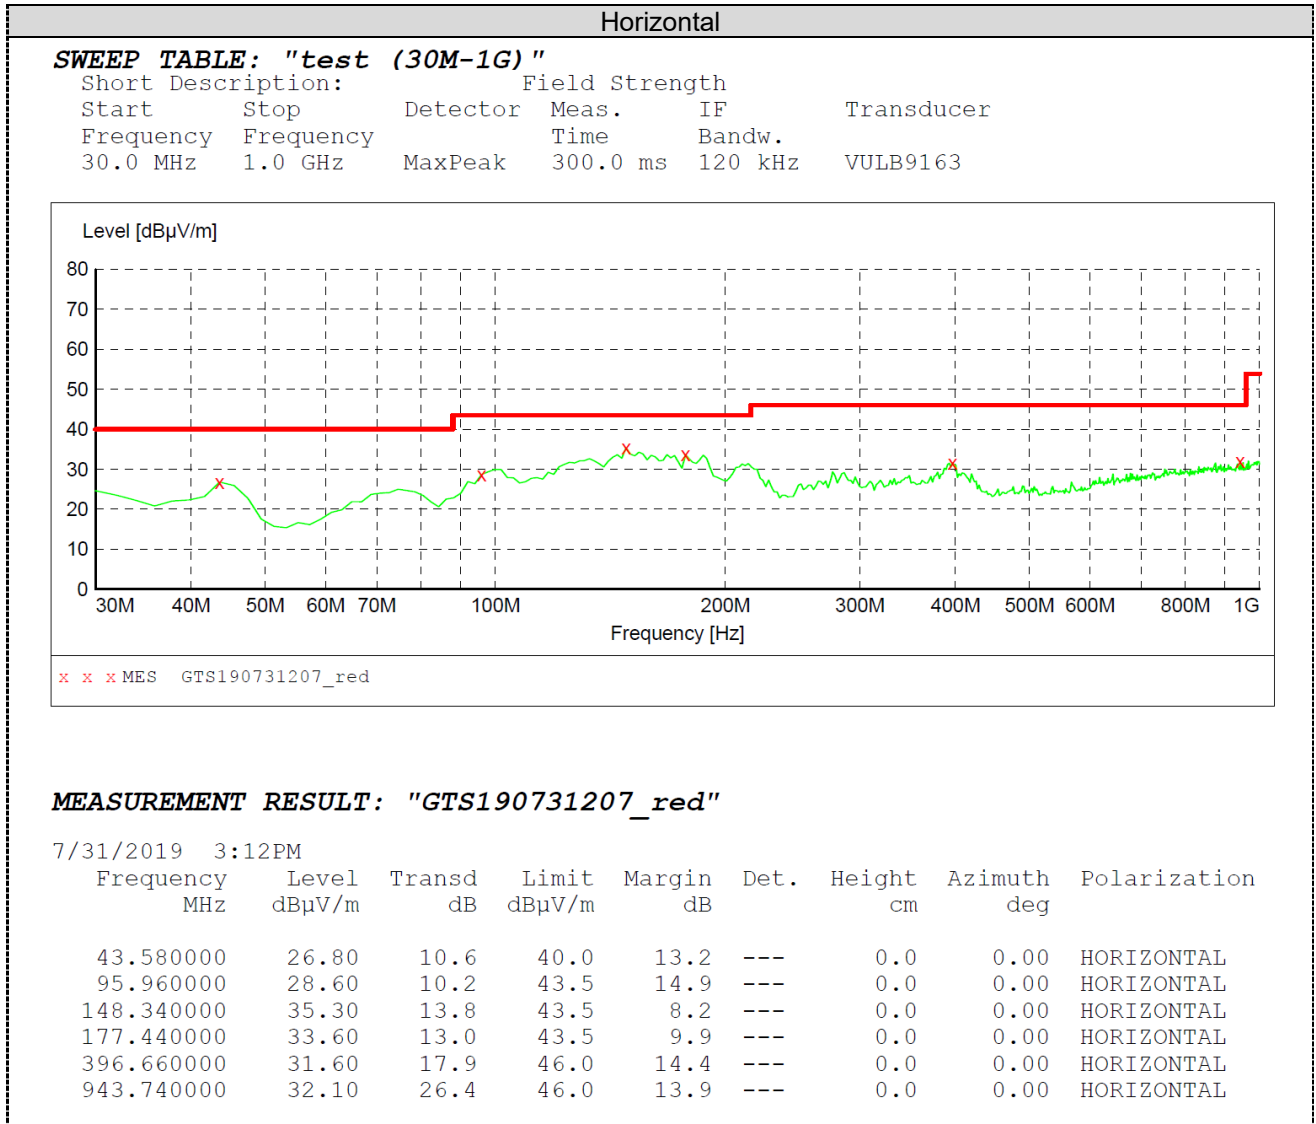 Horizontal
SWEEP TABLE: "test (30M-1G)"
Short Description: Field Strength
Start Stop Detector Meas. IF Transducer
Frequency Frequency Time Bandw.
30.0 MHz 1.0 GHz MaxPeak 300.0 ms 120 kHz VULB9163
Level [dBµV/m]
80
70
60
50
40
30
20
10
0
30M 40M 50M 60M 70M 100M 200M 300M 400M 500M 600M 800M 1G
Frequency [Hz]
x x x MES GTS190731207_red
MEASUREMENT RESULT: "GTS190731207_red"
7/31/2019 3:12PM
Frequency Level Transd Limit Margin Det. Height Azimuth Polarization
MHz dBµV/m dB dBµV/m dB cm deg
43.580000 26.80 10.6 40.0 13.2 --- 0.0 0.00 HORIZONTAL
95.960000 28.60 10.2 43.5 14.9 --- 0.0 0.00 HORIZONTAL
148.340000 35.30 13.8 43.5 8.2 --- 0.0 0.00 HORIZONTAL
177.440000 33.60 13.0 43.5 9.9 --- 0.0 0.00 HORIZONTAL
396.660000 31.60 17.9 46.0 14.4 --- 0.0 0.00 HORIZONTAL
943.740000 32.10 26.4 46.0 13.9 --- 0.0 0.00 HORIZONTAL